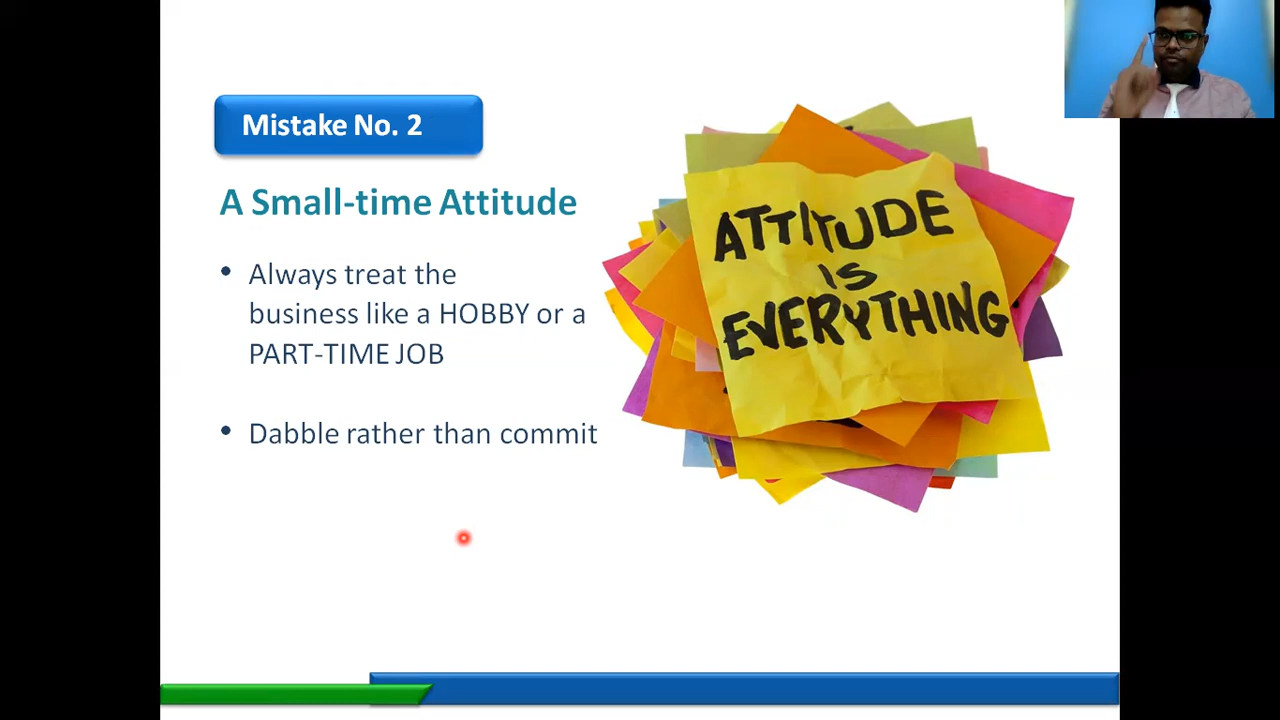 Mistake No. 2
A Small-time Attitude
• Always treat the
business like a HOBBY or a
PART-TIME JOB
• Dabble rather than commit
ATTITUDE
IS
EVERYTHING